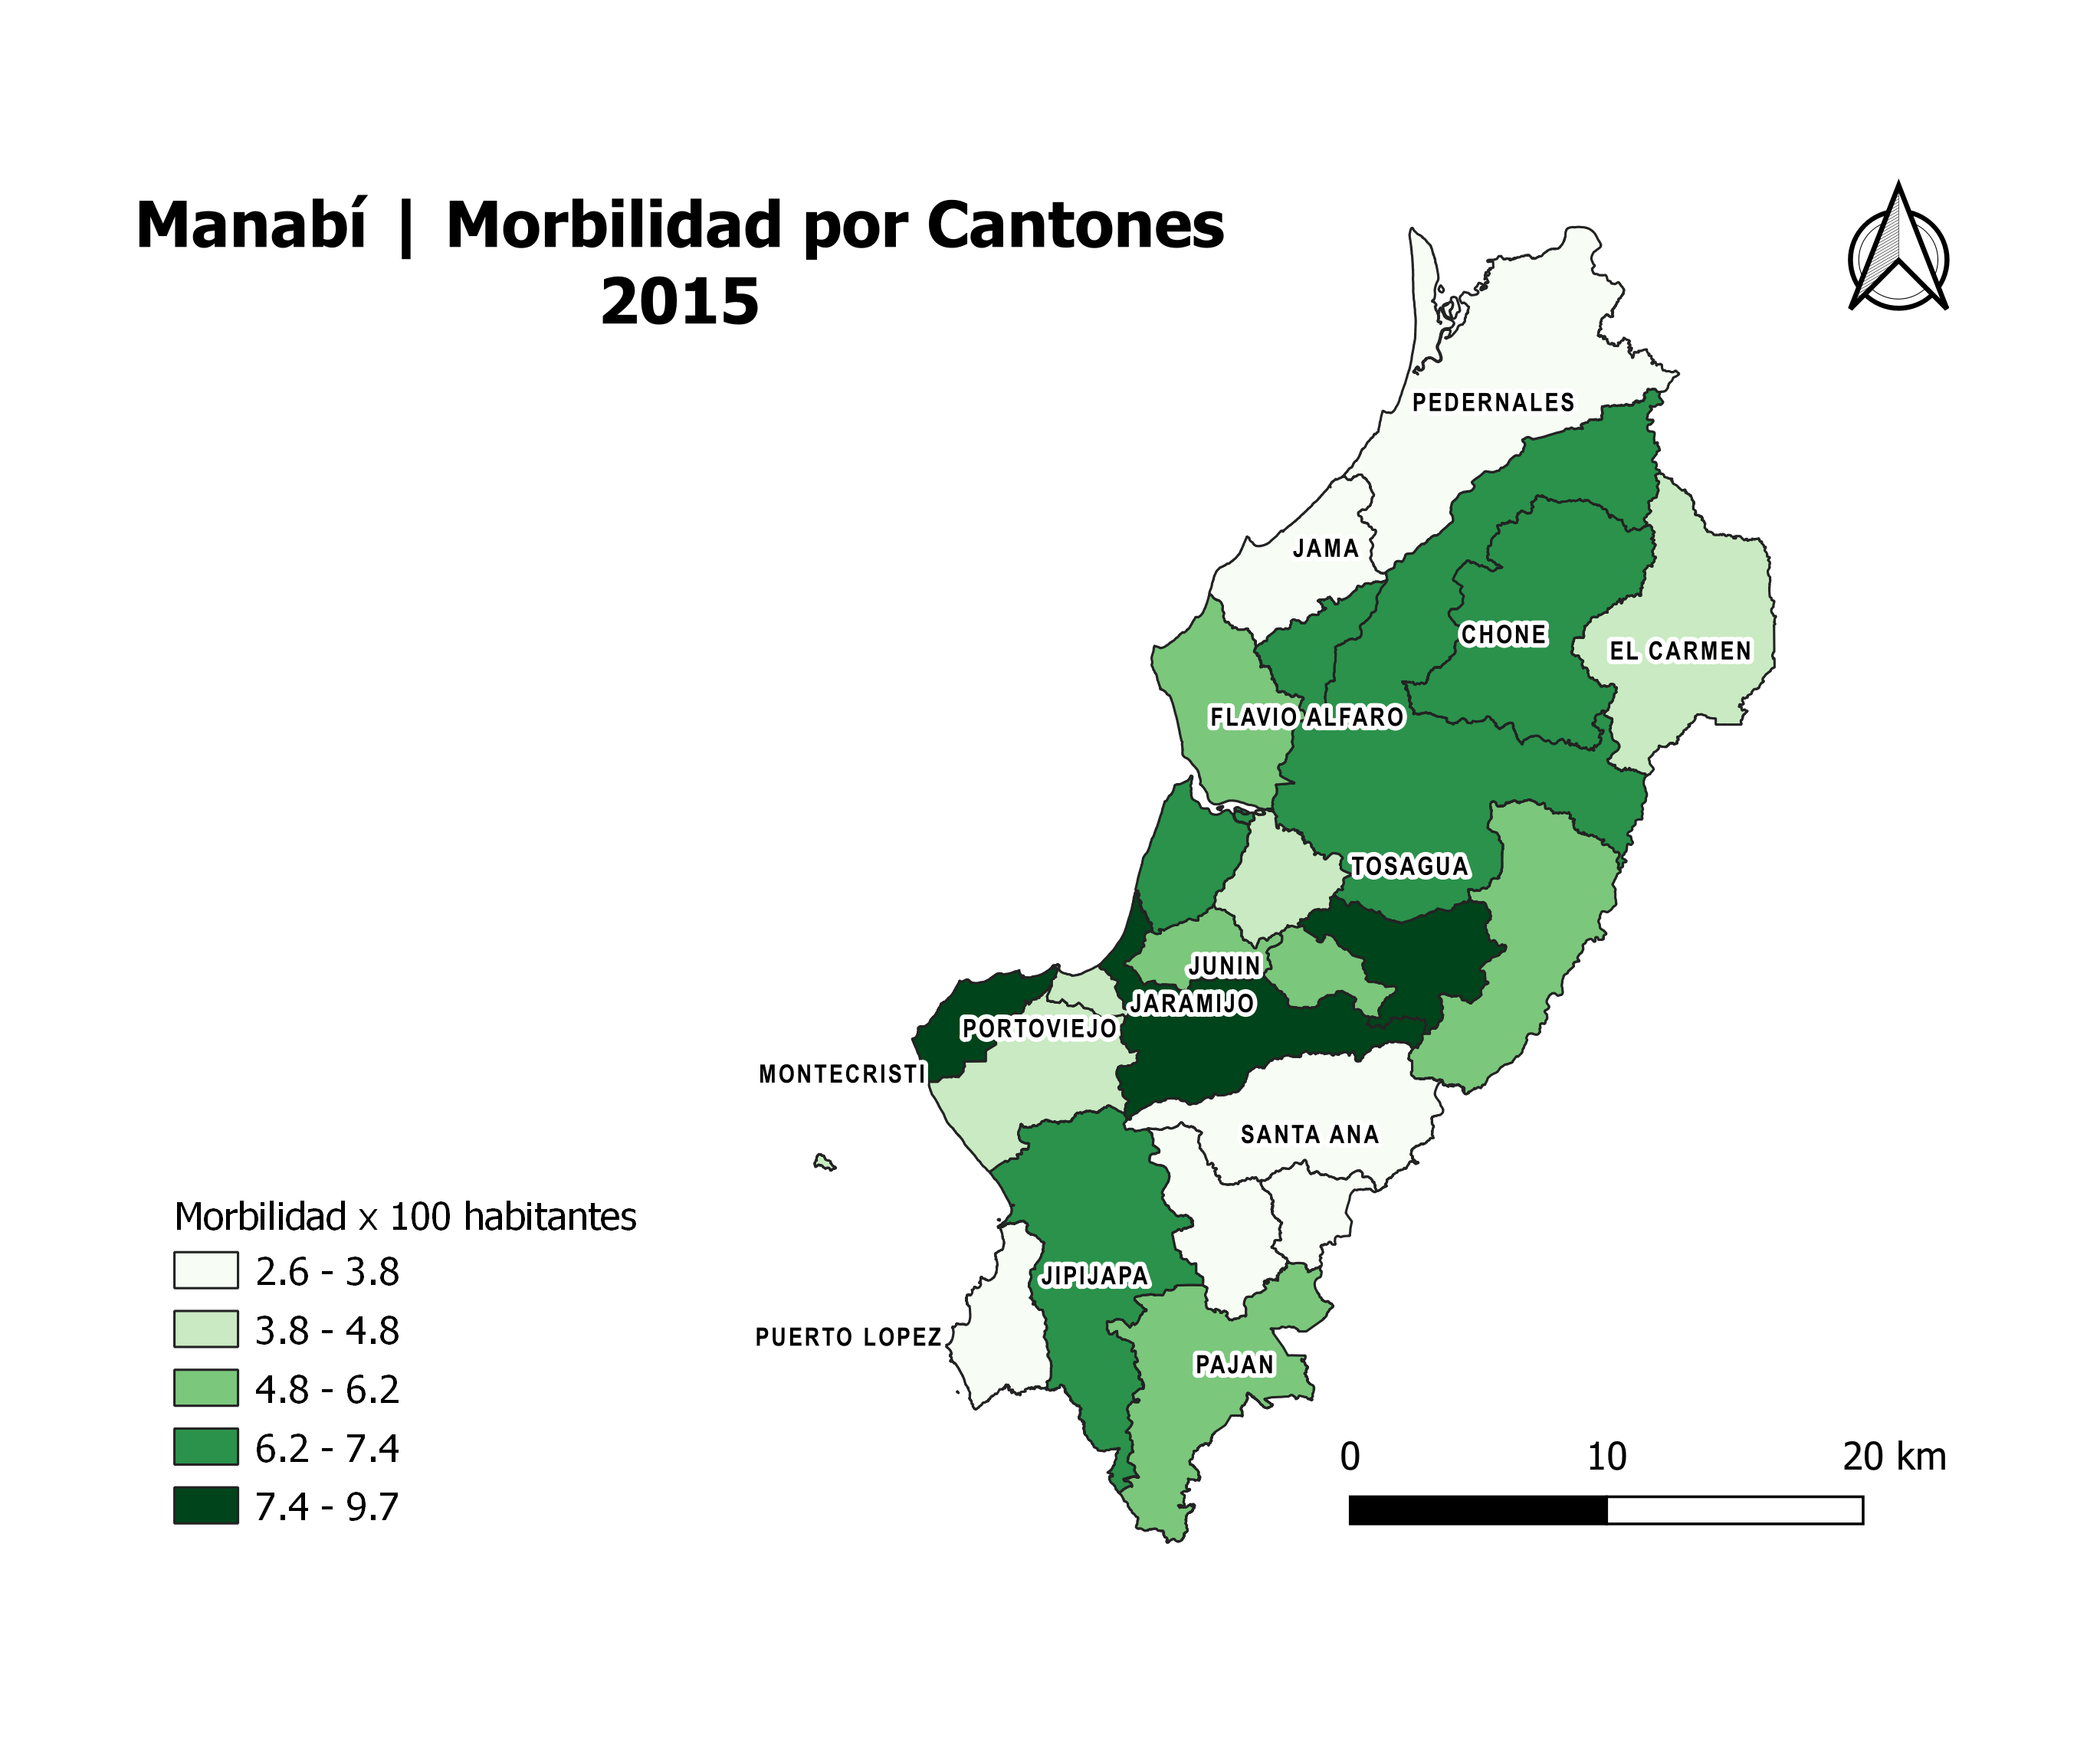 Manabí | Morbilidad por Cantones
2015
PEDERNALES
JAMA
CHONE
EL CARMEN
FLAVIO ALFARO
TOSAGUA
JUNIN
JARAMIJO
PORTOVIEJO
MONTECRISTI
SANTA ANA
JIPIJAPA
PUERTO LOPEZ
PAJAN
Morbilidad x 100 habitantes
2.6 - 3.8
3.8 - 4.8
4.8 - 6.2
6.2 - 7.4
7.4 - 9.7
0 10 20 km